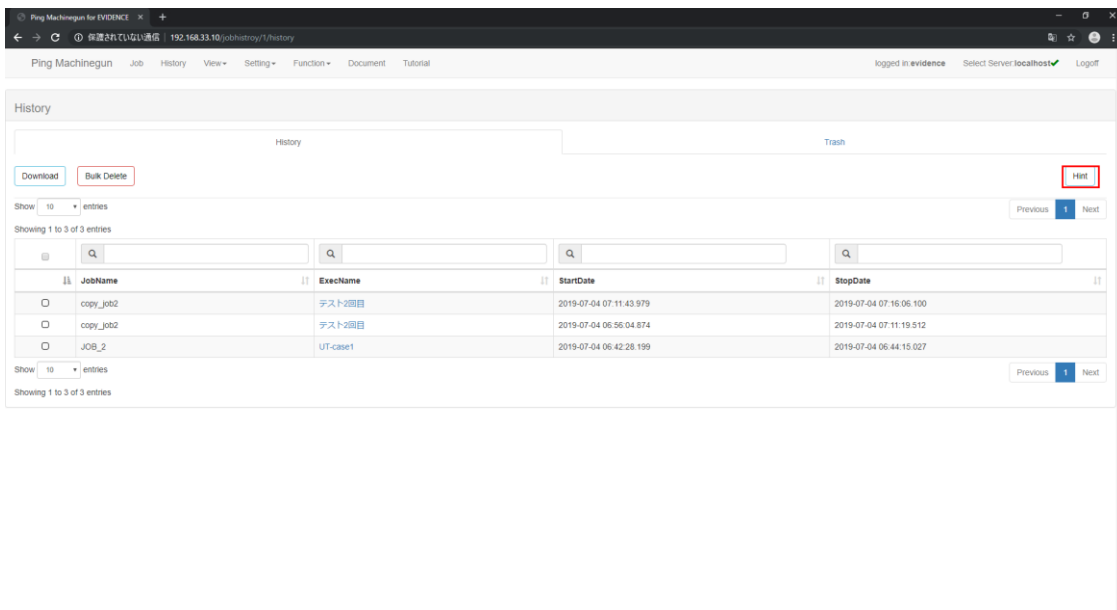 Ping Machinegun for EVIDENCE
保護されていない通信 | 192.168.33.10/jobhistroy/1/history
Ping Machinegun Job History View Setting Function Document Tutorial logged in:evidence Select Server:localhost Logoff
History
History Trash
Download Bulk Delete Hint
Show 10 entries Previous 1 Next
Showing 1 to 3 of 3 entries
JobName ExecName StartDate StopDate
copy_job2 テスト2回目 2019-07-04 07:11:43.979 2019-07-04 07:16:06.100
copy_job2 テスト2回目 2019-07-04 06:56:04.874 2019-07-04 07:11:19.512
JOB_2 UT-case1 2019-07-04 06:42:28.199 2019-07-04 06:44:15.027
Show 10 entries Previous 1 Next
Showing 1 to 3 of 3 entries